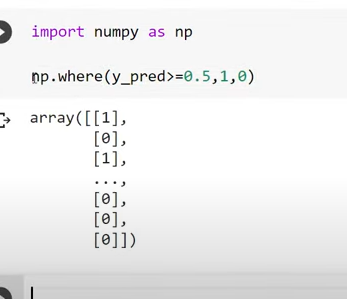 import numpy as np
np.where(y_pred>=0.5,1,0)
array([[1],
[0],
[1],
...,
[0],
[0],
[0]])